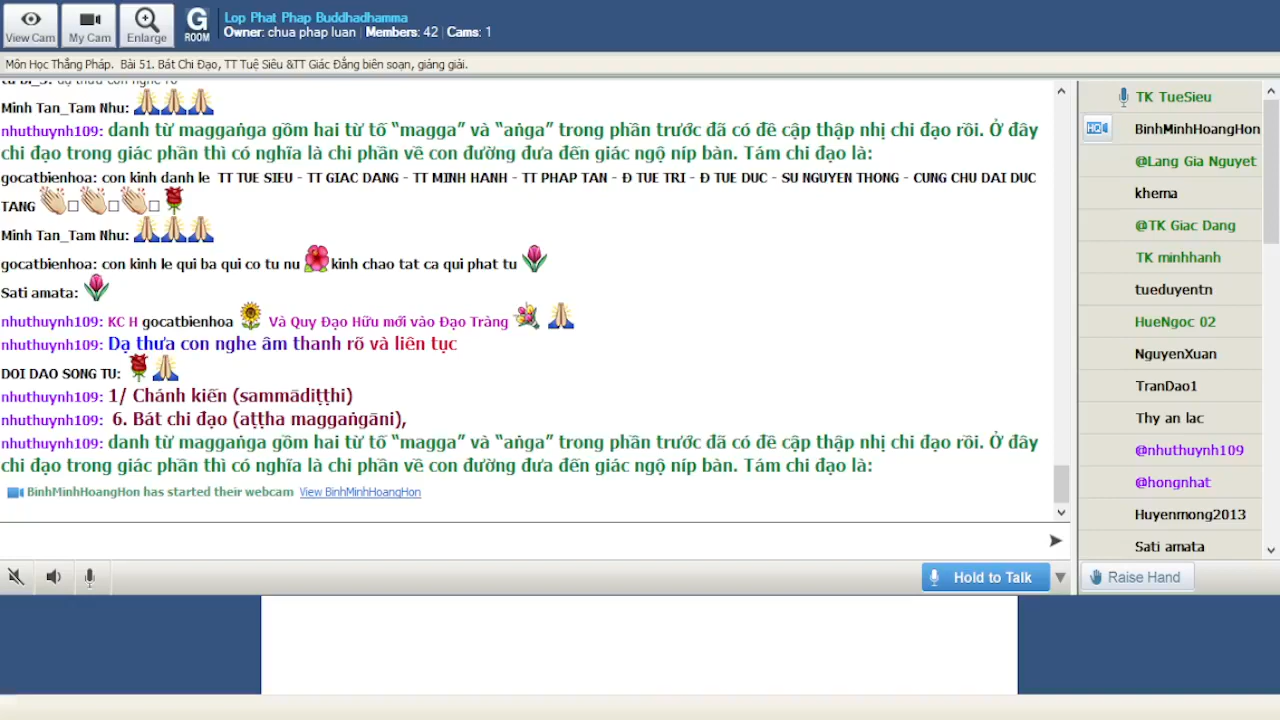 View Cam
My Cam
Enlarge
G
ROOM
Lop Phat Phap Buddhadhamma
Owner: chua phap luan | Members: 42 | Cams: 1
Môn Học Thắng Pháp. Bài 51. Bát Chi Đạo, TT Tuệ Siêu &TT Giác Đẳng biên soạn, giảng giải.
Minh Tan_Tam Nhu:
nhuthuynh109: danh từ maggaṅga gồm hai từ tố “magga” và “aṅga” trong phần trước đã có đề cập thập nhị chi đạo rồi. Ở đây
chi đạo trong giác phần thì có nghĩa là chi phần về con đường đưa đến giác ngộ níp bàn. Tám chi đạo là:
gocatbienhoa: con kinh danh le TT TUE SIEU - TT GIAC DANG - TT MINH HANH - TT PHAP TAN - Đ TUE TRI - Đ TUE DUC - SU NGUYEN THONG - CUNG CHU DAI DUC
TANG
Minh Tan_Tam Nhu:
gocatbienhoa: con kinh le qui ba qui co tu nu kinh chao tat ca qui phat tu
Sati amata:
nhuthuynh109: KC H gocatbienhoa Và Quy Đạo Hữu mới vào Đạo Tràng
nhuthuynh109: Dạ thưa con nghe âm thanh rõ và liên tục
DOI DAO SONG TU:
nhuthuynh109: 1/ Chánh kiến (sammādiṭṭhi)
nhuthuynh109: 6. Bát chi đạo (aṭṭha maggaṅgāni),
nhuthuynh109: danh từ maggaṅga gồm hai từ tố “magga” và “aṅga” trong phần trước đã có đề cập thập nhị chi đạo rồi. Ở đây
chi đạo trong giác phần thì có nghĩa là chi phần về con đường đưa đến giác ngộ níp bàn. Tám chi đạo là:
BinhMinhHoangHon has started their webcam View BinhMinhHoangHon
Hold to Talk
TK TueSieu
HQ BinhMinhHoangHon
@Lang Gia Nguyet
khema
@TK Giac Dang
TK minhhanh
tueduyentn
HueNgoc 02
NguyenXuan
TranDao1
Thy an lac
@nhuthuynh109
@hongnhat
Huyenmong2013
Sati amata
Raise Hand